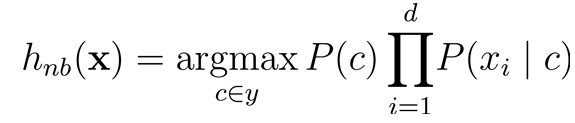 h_{nb}(\mathbf{x}) = \underset{c \in y}{\operatorname{argmax}} P(c) \prod_{i=1}^{d} P(x_i \mid c)